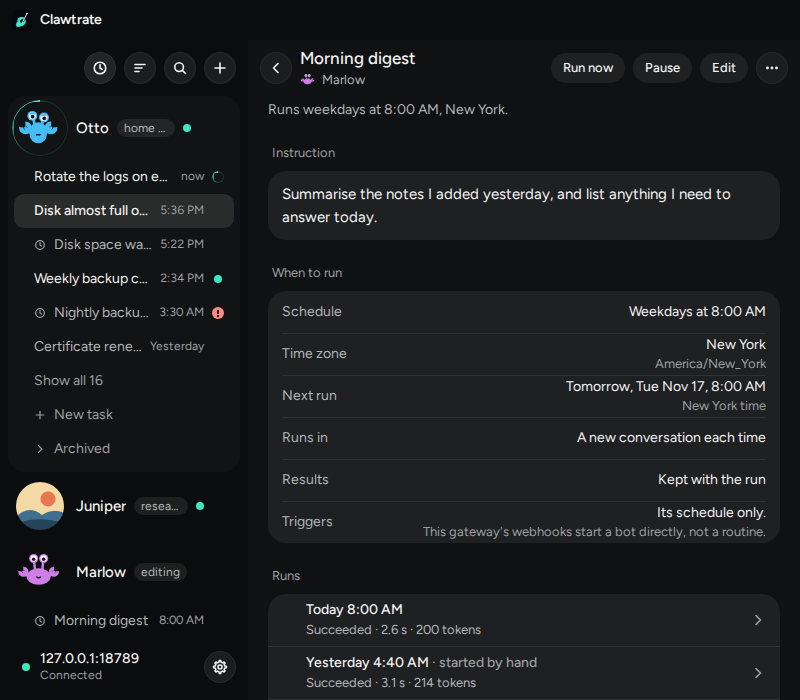 Clawtrate
Otto home ...
Rotate the logs on e... now
Disk almost full o... 5:36 PM
Disk space wa... 5:22 PM
Weekly backup c... 2:34 PM
Nightly backu... 3:30 AM
Certificate rene... Yesterday
Show all 16
New task
Archived
Juniper resea...
Marlow editing
Morning digest 8:00 AM
127.0.0.1:18789
Connected
Morning digest
Marlow
Run now Pause Edit
Runs weekdays at 8:00 AM, New York.
Instruction
Summarise the notes I added yesterday, and list anything I need to
answer today.
When to run
Schedule Weekdays at 8:00 AM
Time zone New York
America/New_York
Next run Tomorrow, Tue Nov 17, 8:00 AM
New York time
Runs in A new conversation each time
Results Kept with the run
Triggers Its schedule only.
This gateway's webhooks start a bot directly, not a routine.
Runs
Today 8:00 AM
Succeeded · 2.6 s · 200 tokens
Yesterday 4:40 AM · started by hand
Succeeded · 3.1 s · 214 tokens